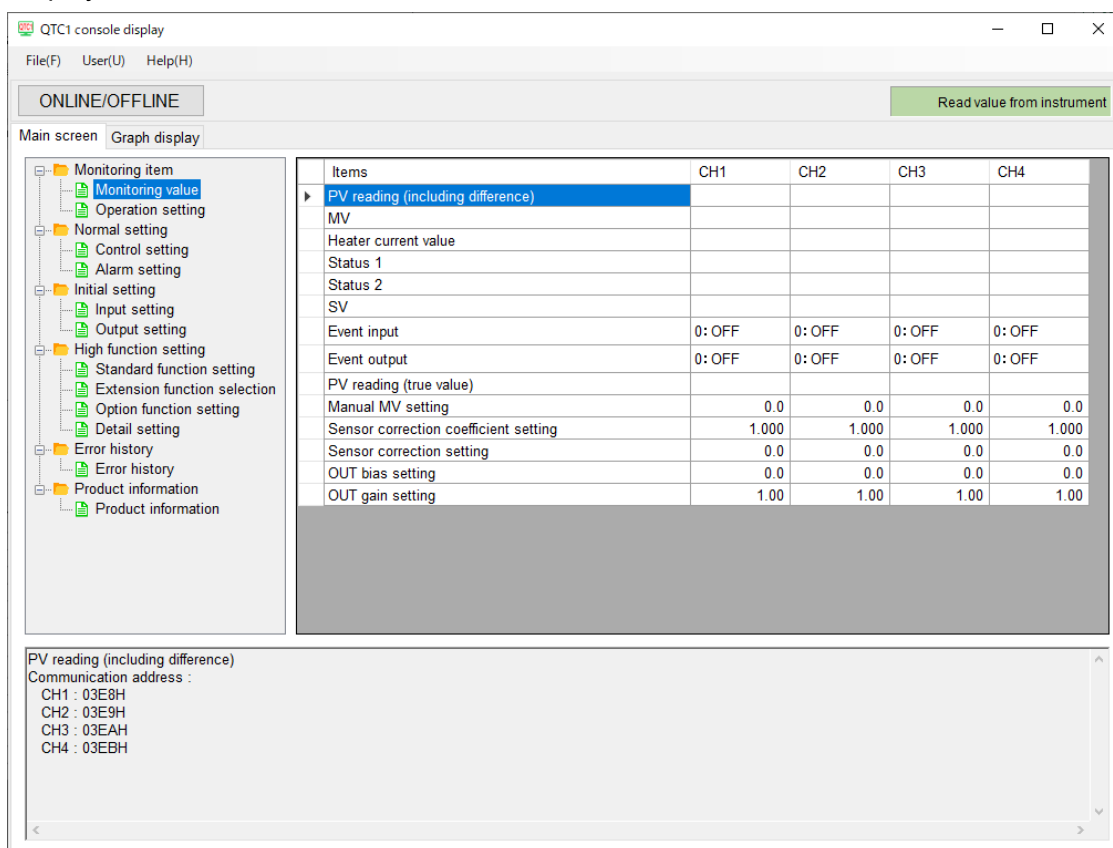 QTC1 console display
File(F) User(U) Help(H)
ONLINE/OFFLINE
Read value from instrument
Main screen Graph display
Monitoring item
Monitoring value
Operation setting
Normal setting
Control setting
Alarm setting
Initial setting
Input setting
Output setting
High function setting
Standard function setting
Extension function selection
Option function setting
Detail setting
Error history
Error history
Product information
Product information
Items CH1 CH2 CH3 CH4
PV reading (including difference)
MV
Heater current value
Status 1
Status 2
SV
Event input 0: OFF 0: OFF 0: OFF 0: OFF
Event output 0: OFF 0: OFF 0: OFF 0: OFF
PV reading (true value)
Manual MV setting 0.0 0.0 0.0 0.0
Sensor correction coefficient setting 1.000 1.000 1.000 1.000
Sensor correction setting 0.0 0.0 0.0 0.0
OUT bias setting 0.0 0.0 0.0 0.0
OUT gain setting 1.00 1.00 1.00 1.00
PV reading (including difference)
Communication address :
CH1 : 03E8H
CH2 : 03E9H
CH3 : 03EAH
CH4 : 03EBH